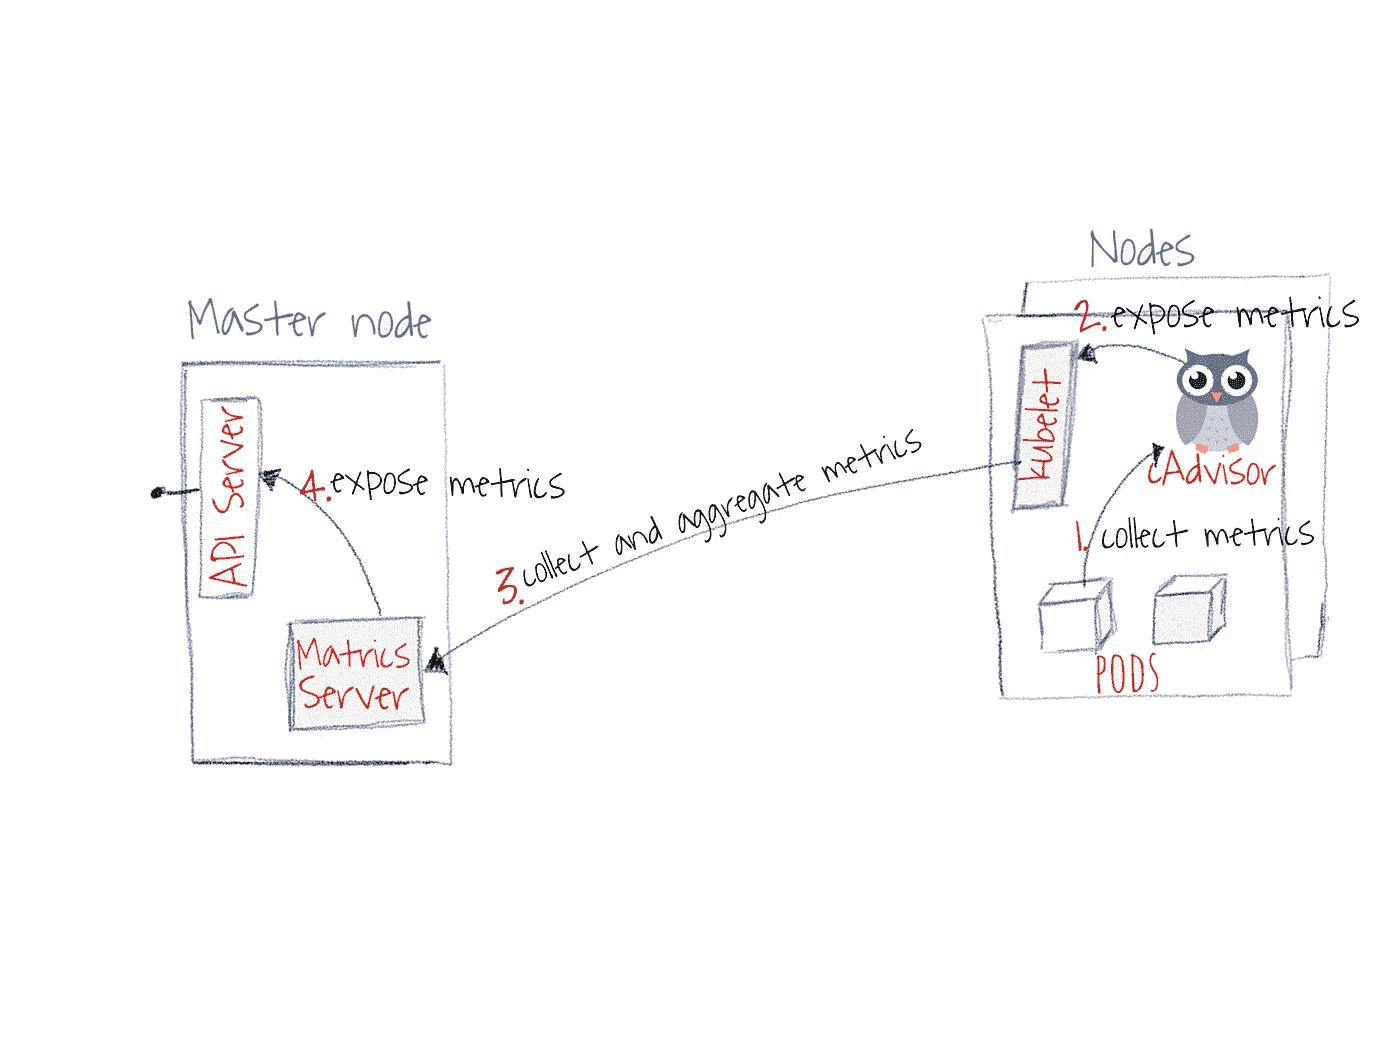 Nodes
Master node
2. expose metrics
kubelet
API Server
cAdvisor
4. expose metrics
3. collect and aggregate metrics
1. collect metrics
Matrics
Server
PODS